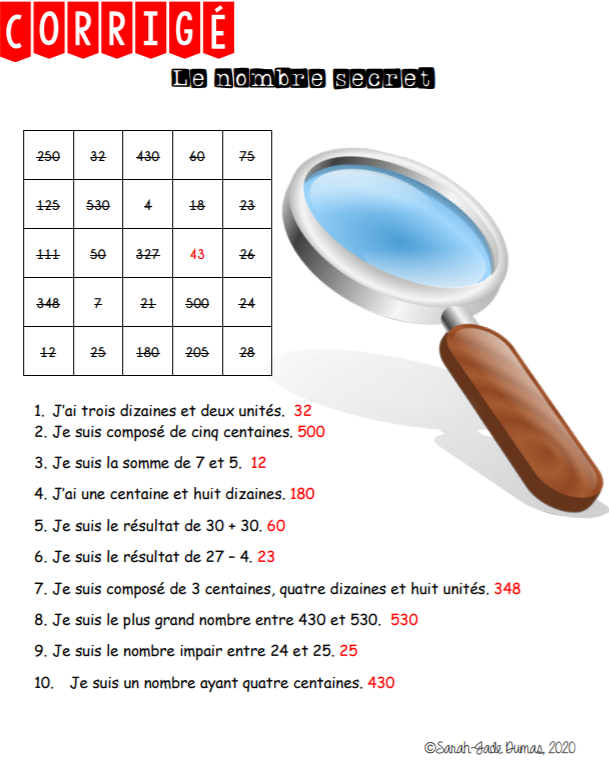 CORRIGÉ
Le nombre secret
250 32 430 60 75
125 530 4 18 23
111 50 327 43 26
348 7 21 500 24
12 25 180 205 28
1. J'ai trois dizaines et deux unités. 32
2. Je suis composé de cinq centaines. 500
3. Je suis la somme de 7 et 5. 12
4. J'ai une centaine et huit dizaines. 180
5. Je suis le résultat de 30 + 30. 60
6. Je suis le résultat de 27 – 4. 23
7. Je suis composé de 3 centaines, quatre dizaines et huit unités. 348
8. Je suis le plus grand nombre entre 430 et 530. 530
9. Je suis le nombre impair entre 24 et 25. 25
10. Je suis un nombre ayant quatre centaines. 430
©Sarah-Jade Dumas, 2020